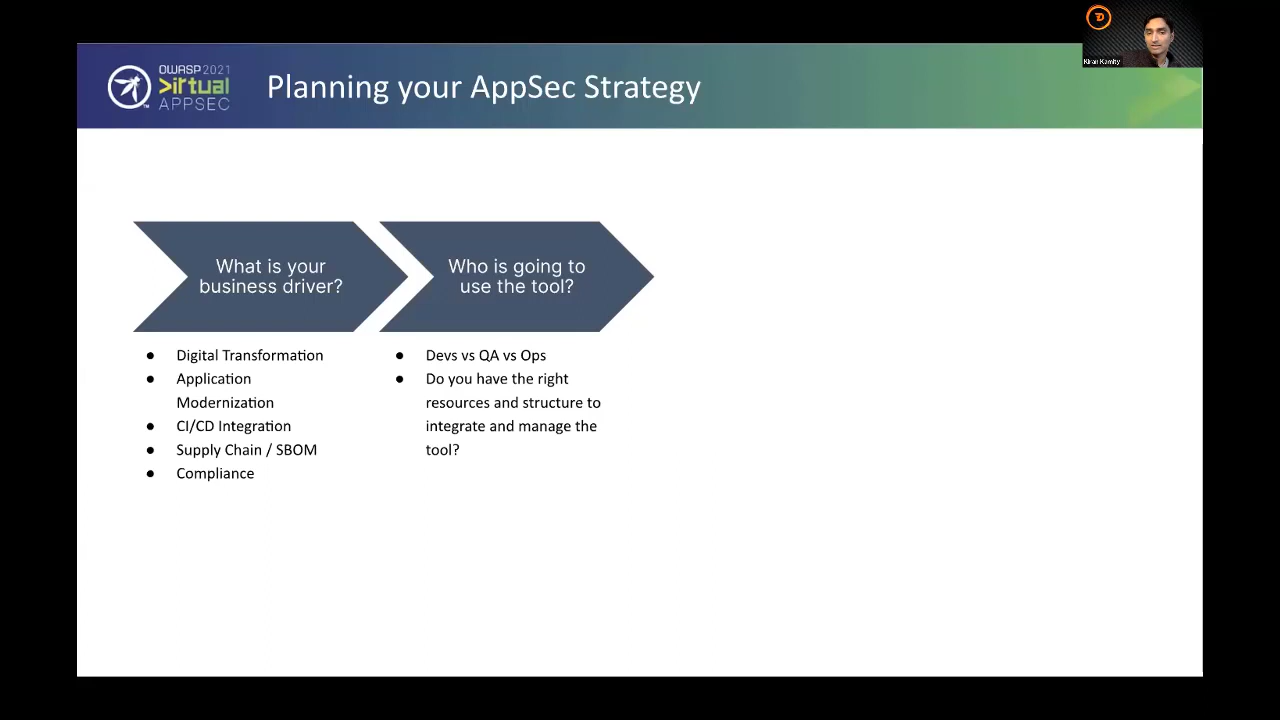 OWASP 2021
>irtual
APPSEC
Planning your AppSec Strategy
Kiran Kamity
What is your
business driver?
Who is going to
use the tool?
● Digital Transformation
● Application
Modernization
● CI/CD Integration
● Supply Chain / SBOM
● Compliance
● Devs vs QA vs Ops
● Do you have the right
resources and structure to
integrate and manage the
tool?